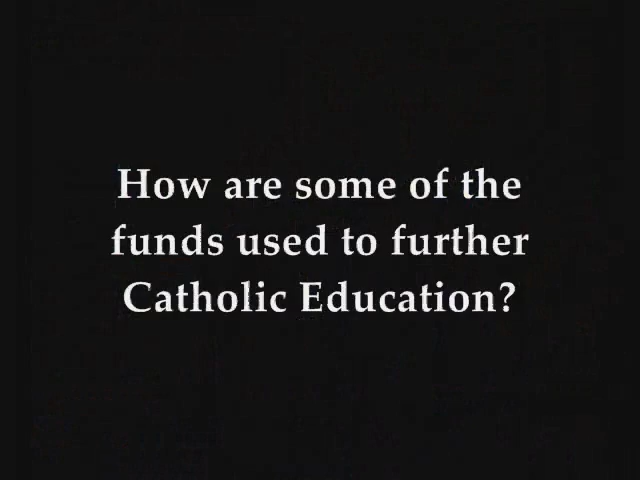 How are some of the
funds used to further
Catholic Education?